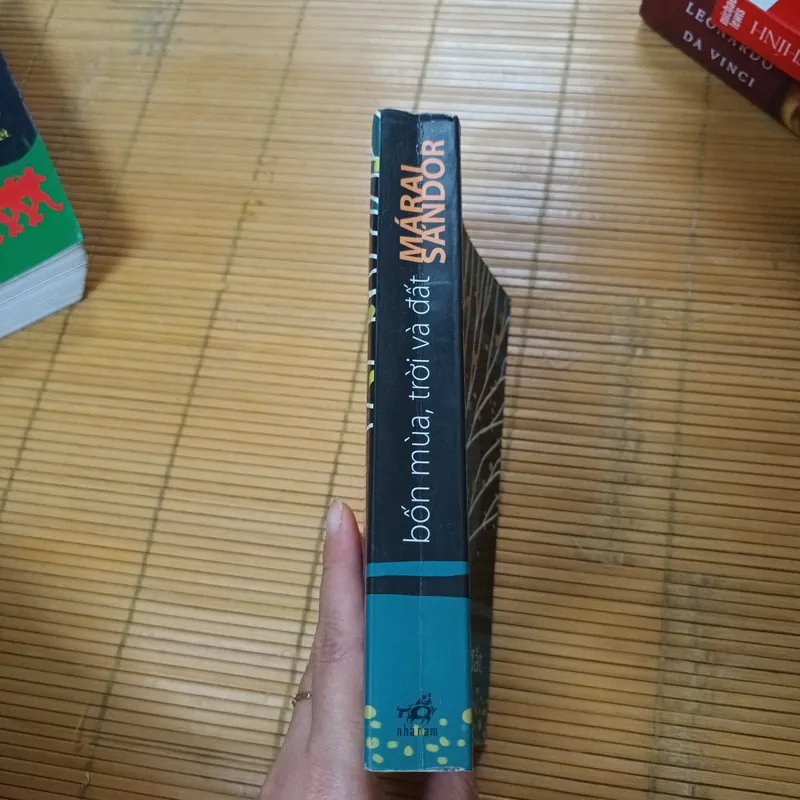 MÁRAI
SÁNDOR
bốn mùa, trời và đất
nhã nam
LEONARDO
DA VINCI